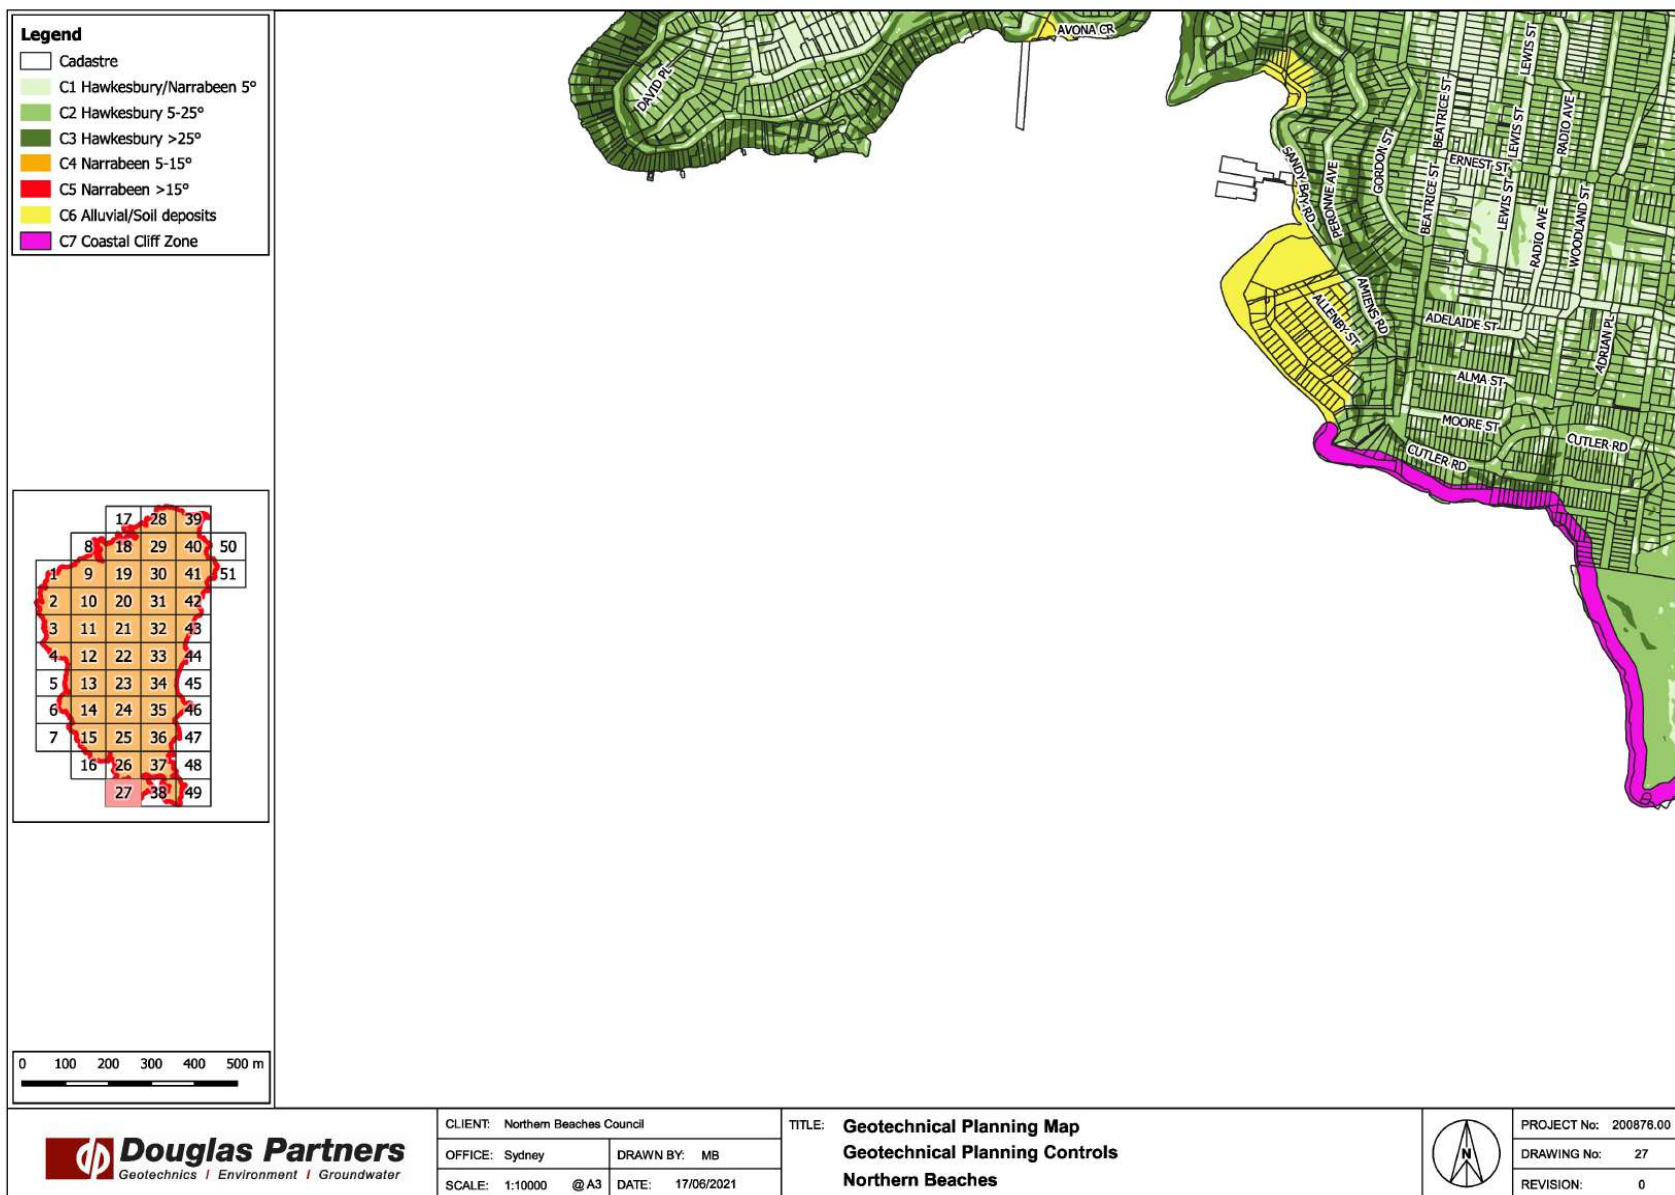 Legend
Cadastre
C1 Hawkesbury/Narrabeen 5°
C2 Hawkesbury 5-25°
C3 Hawkesbury >25°
C4 Narrabeen 5-15°
C5 Narrabeen >15°
C6 Alluvial/Soil deposits
C7 Coastal Cliff Zone
AVONA CR
DAVID PL
LEWIS ST
BEATRICE ST
LEWIS ST
RADIO AVE
GORDON ST
ERNEST ST
SANDY BAY RD
PERONNE AVE
BEATRICE ST
LEWIS ST
RADIO AVE
WOODLAND ST
ALLENBY ST
AMIENS RD
ADELAIDE ST
ADRIAN PL
ALMA ST
MOORE ST
CUTLER RD
CUTLER RD
17 28 39
8 18 29 40 50
1 9 19 30 41 51
2 10 20 31 42
3 11 21 32 43
4 12 22 33 44
5 13 23 34 45
6 14 24 35 46
7 15 25 36 47
16 26 37 48
27 38 49
0 100 200 300 400 500 m
Douglas Partners
Geotechnics | Environment | Groundwater
CLIENT: Northern Beaches Council
OFFICE: Sydney
DRAWN BY: MB
SCALE: 1:10000 @A3
DATE: 17/06/2021
TITLE: Geotechnical Planning Map
Geotechnical Planning Controls
Northern Beaches
N
PROJECT No: 200876.00
DRAWING No: 27
REVISION: 0